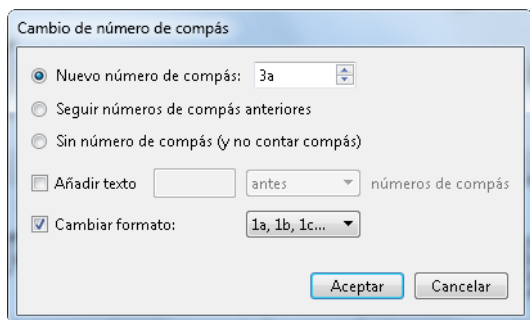 Cambio de número de compás
Nuevo número de compás: 3a
Seguir números de compás anteriores
Sin número de compás (y no contar compás)
Añadir texto antes números de compás
Cambiar formato: 1a, 1b, 1c...
Aceptar Cancelar